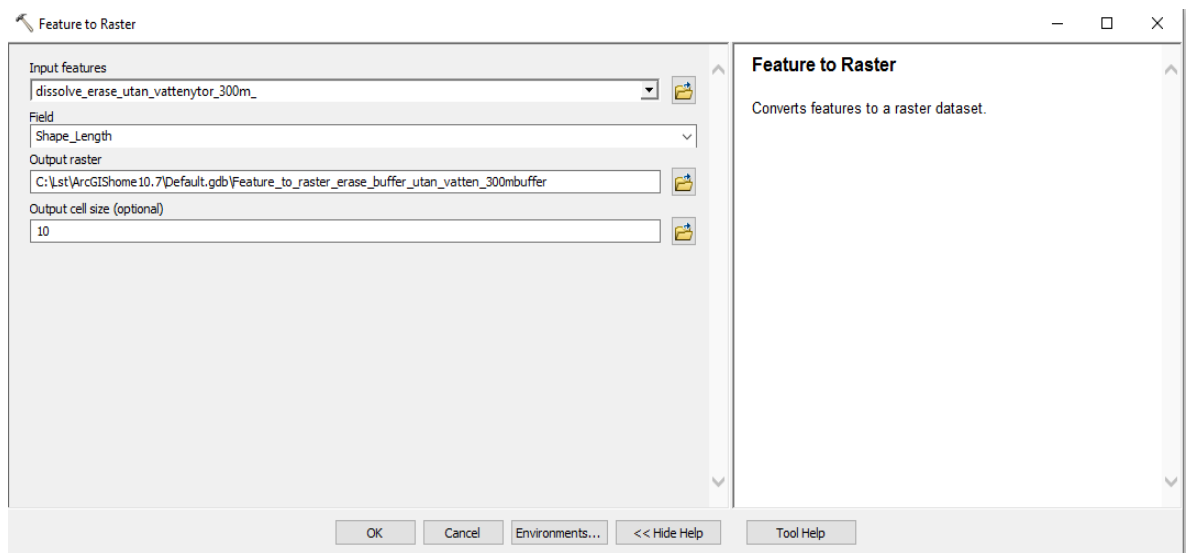 Feature to Raster
Input features
dissolve_erase_utan_vattenytor_300m_
Field
Shape_Length
Output raster
C:\Lst\ArcGIShome10.7\Default.gdb\Feature_to_raster_erase_buffer_utan_vatten_300mbuffer
Output cell size (optional)
10
Feature to Raster
Converts features to a raster dataset.
OK
Cancel
Environments...
<< Hide Help
Tool Help